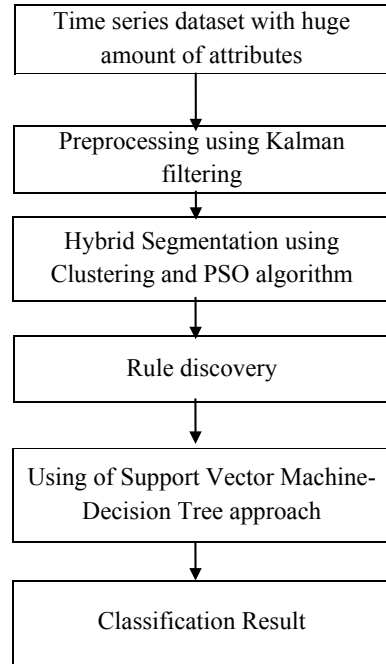 Time series dataset with huge
amount of attributes
Preprocessing using Kalman
filtering
Hybrid Segmentation using
Clustering and PSO algorithm
Rule discovery
Using of Support Vector Machine-
Decision Tree approach
Classification Result